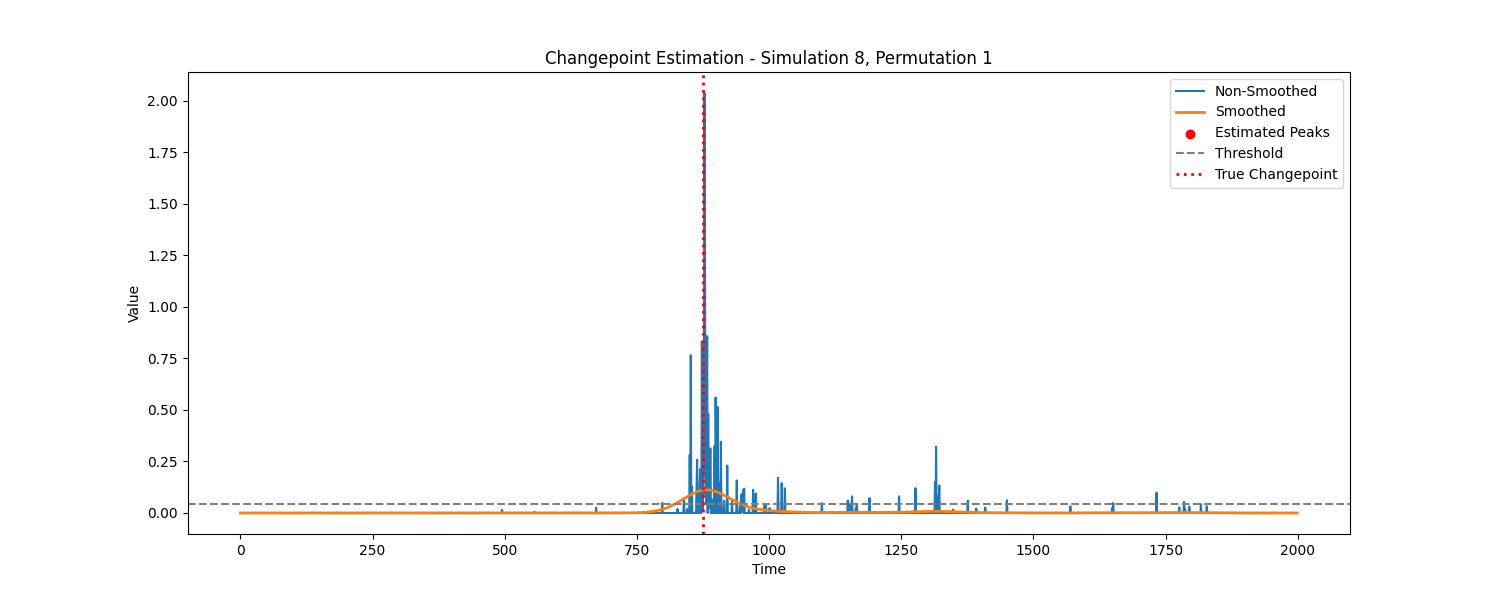 Changepoint Estimation - Simulation 8, Permutation 1
Non-Smoothed
Smoothed
Estimated Peaks
Threshold
True Changepoint
Value
2.00
1.75
1.50
1.25
1.00
0.75
0.50
0.25
0.00
0 250 500 750 1000 1250 1500 1750 2000
Time